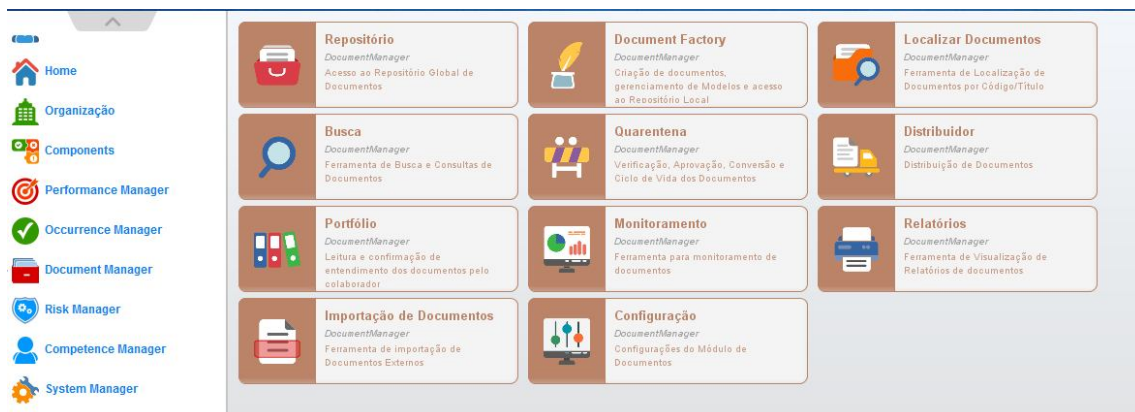 Home
Organização
Components
Performance Manager
Occurrence Manager
Document Manager
Risk Manager
Competence Manager
System Manager
Repositório
DocumentManager
Acesso ao Repositório Global de
Documentos
Document Factory
DocumentManager
Criação de documentos,
gerenciamento de Modelos e acesso
ao Repositório Local
Localizar Documentos
DocumentManager
Ferramenta de Localização de
Documentos por Código/Título
Busca
DocumentManager
Ferramenta de Busca e Consultas de
Documentos
Quarentena
DocumentManager
Verificação, Aprovação, Conversão e
Ciclo de Vida dos Documentos
Distribuidor
DocumentManager
Distribuição de Documentos
Portfólio
DocumentManager
Leitura e confirmação de
entendimento dos documentos pelo
colaborador
Monitoramento
DocumentManager
Ferramenta para monitoramento de
documentos
Relatórios
DocumentManager
Ferramenta de Visualização de
Relatórios de documentos
Importação de Documentos
DocumentManager
Ferramenta de importação de
Documentos Externos
Configuração
DocumentManager
Configurações do Módulo de
Documentos